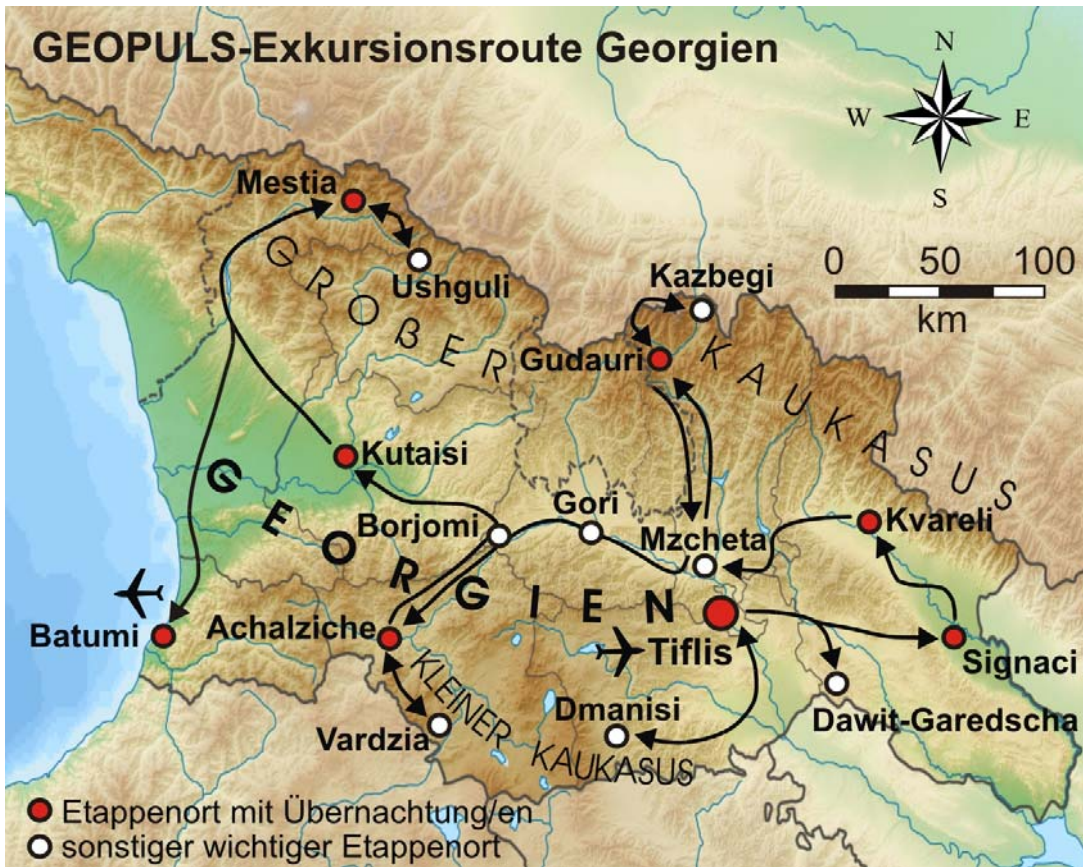 GEOPULS-Exkursionsroute Georgien
N
W
E
S
Mestia
Ushguli
GROßER
KAUKASUS
Kazbegi
0 50 100
km
Gudauri
Kutaisi
GEORGIEN
Borjomi
Gori
Mzcheta
Kvareli
Batumi
Achalziche
Tiflis
Signaci
KLEINER
KAUKASUS
Vardzia
Dmanisi
Dawit-Garedscha
Etappenort mit Übernachtung/en
sonstiger wichtiger Etappenort